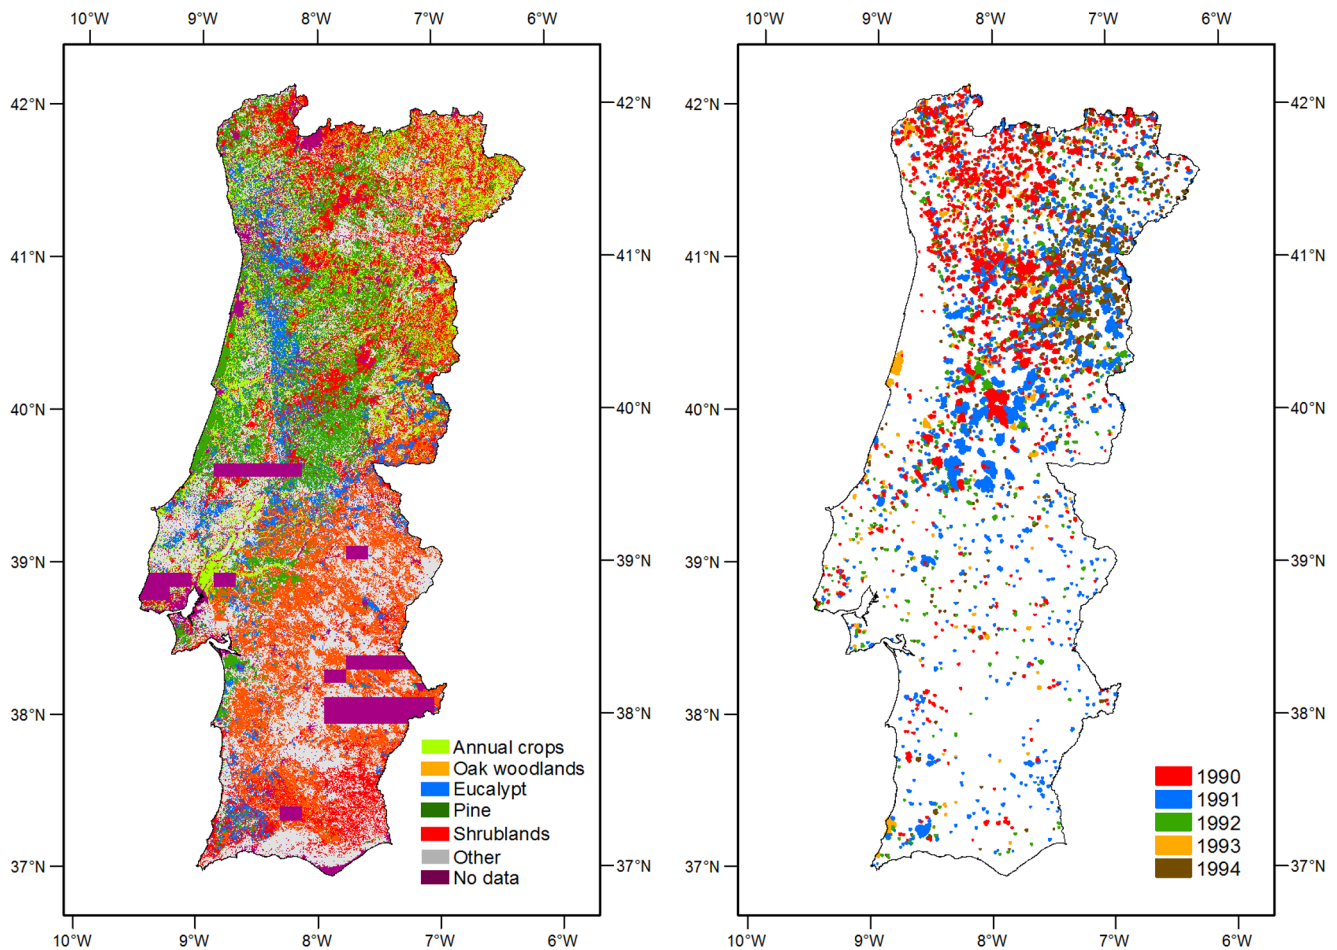 10°W 9°W 8°W 7°W 6°W
10°W 9°W 8°W 7°W 6°W
42°N 42°N
41°N 41°N
40°N 40°N
39°N 39°N
38°N 38°N
37°N 37°N
Annual crops
Oak woodlands
Eucalypt
Pine
Shrublands
Other
No data
10°W 9°W 8°W 7°W 6°W
42°N 42°N
41°N 41°N
40°N 40°N
39°N 39°N
38°N 38°N
37°N 37°N
1990
1991
1992
1993
1994
10°W 9°W 8°W 7°W 6°W